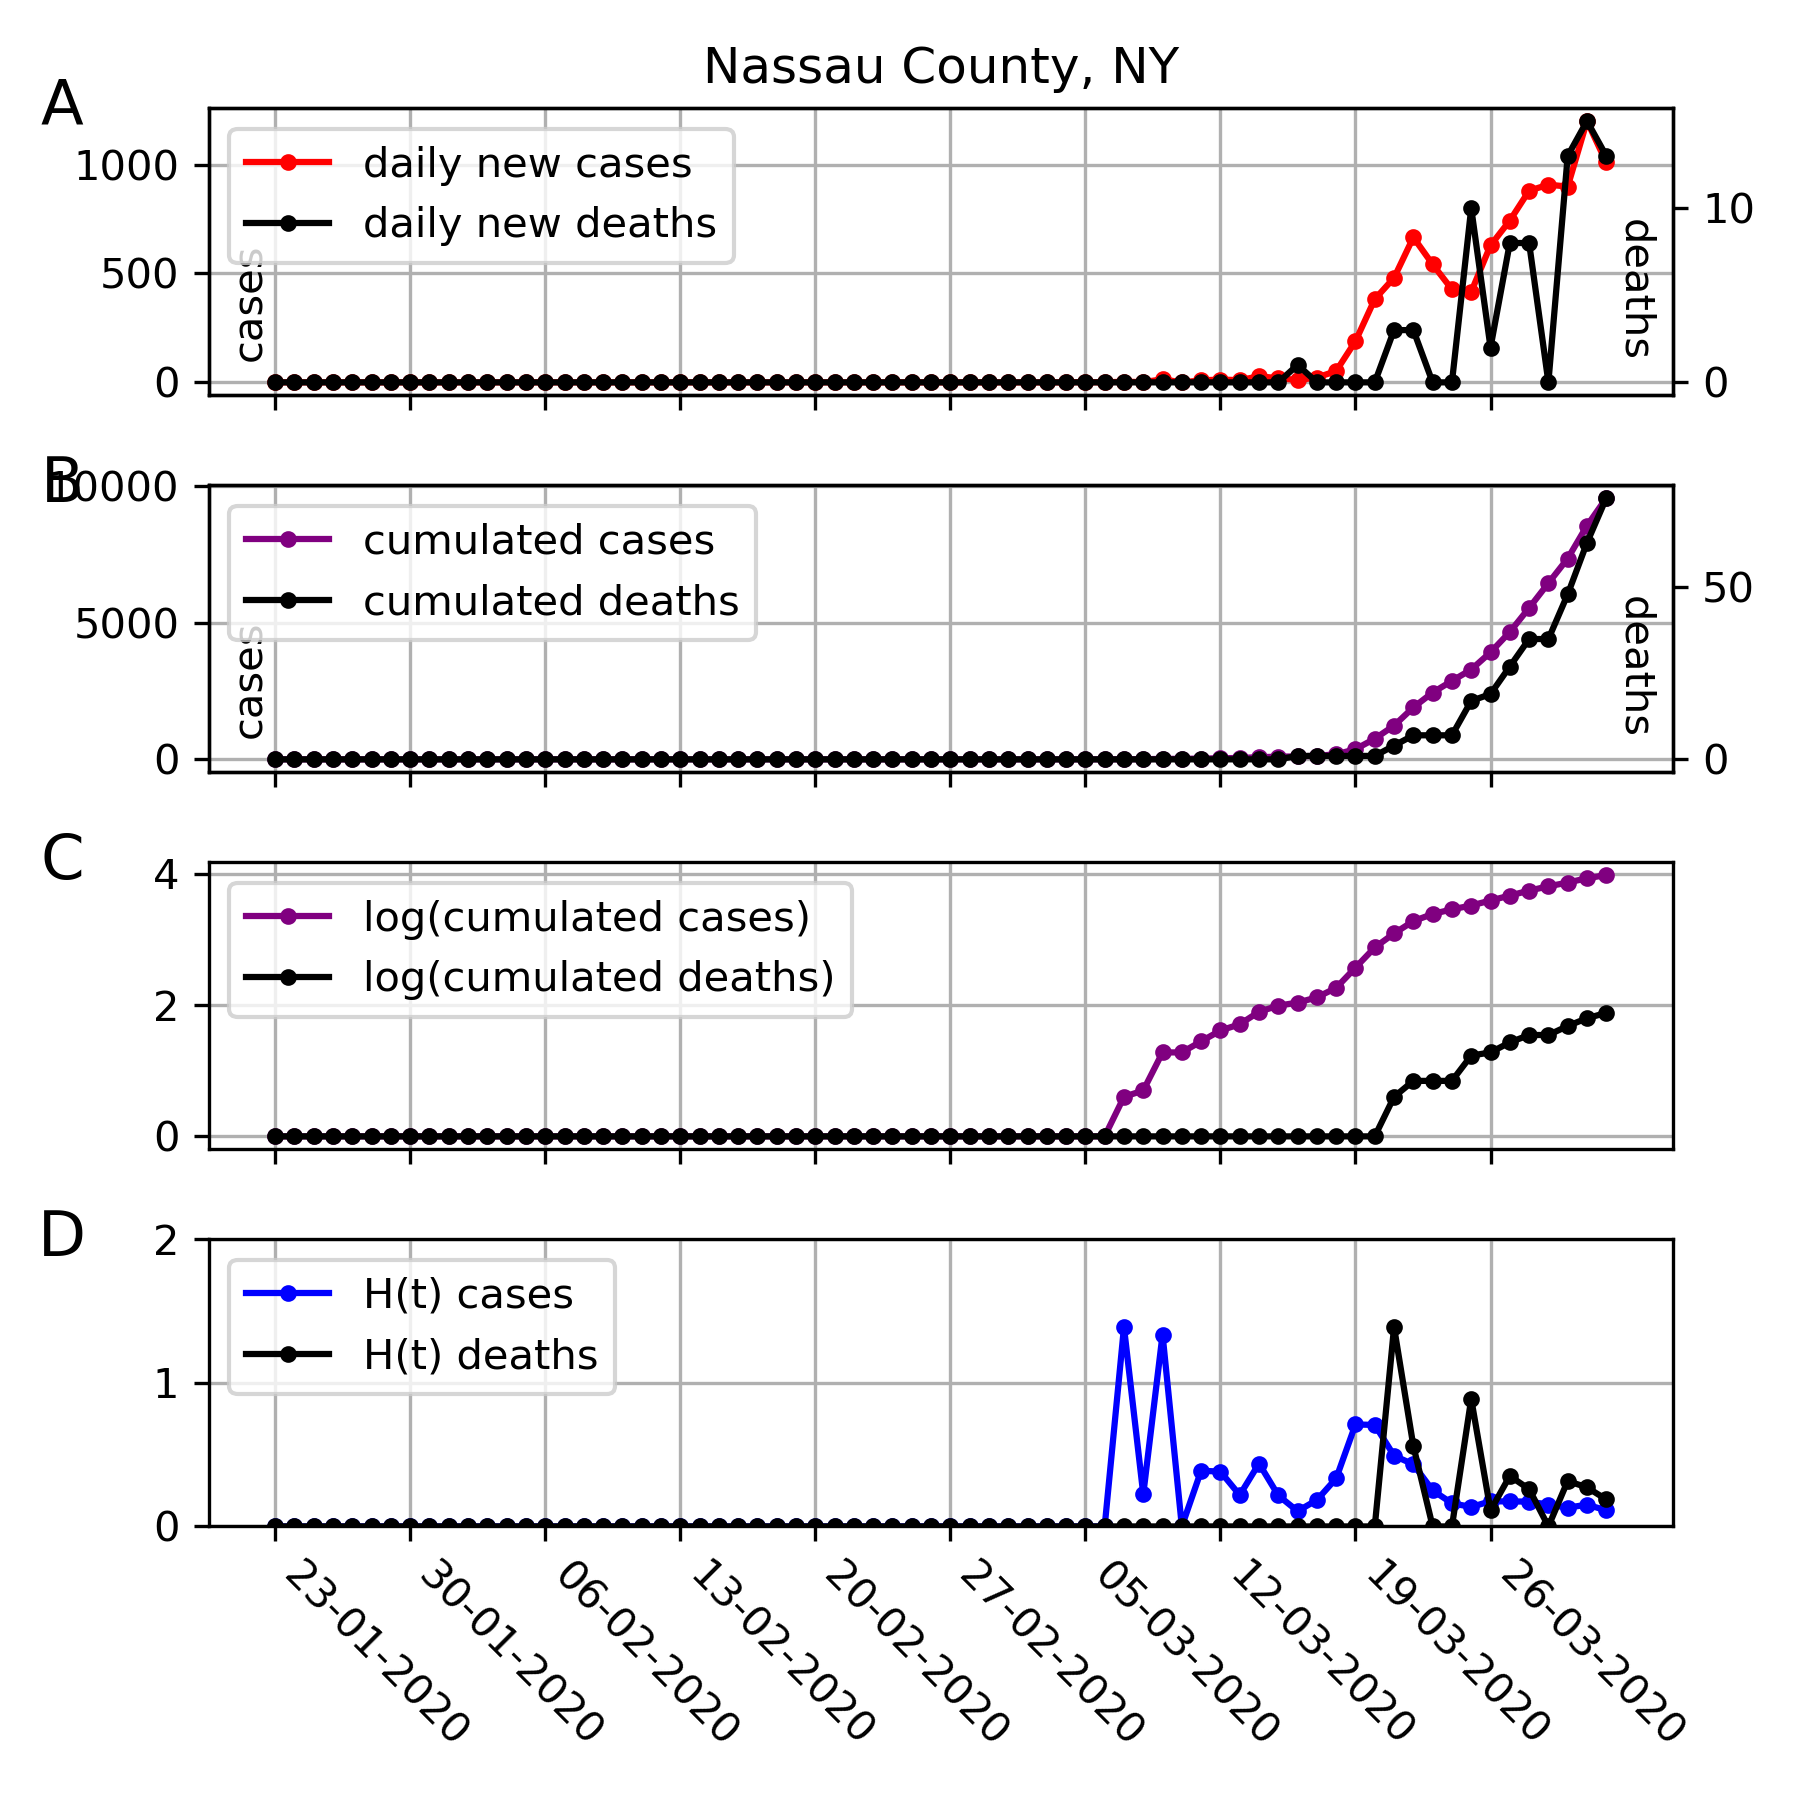 Nassau County, NY
A
1000
500
0
cases
daily new cases
daily new deaths
10
0
deaths
B
10000
5000
0
cases
cumulated cases
cumulated deaths
50
0
deaths
C
4
2
0
log(cumulated cases)
log(cumulated deaths)
D
2
1
0
H(t) cases
H(t) deaths
23-01-2020
30-01-2020
06-02-2020
13-02-2020
20-02-2020
27-02-2020
05-03-2020
12-03-2020
19-03-2020
26-03-2020